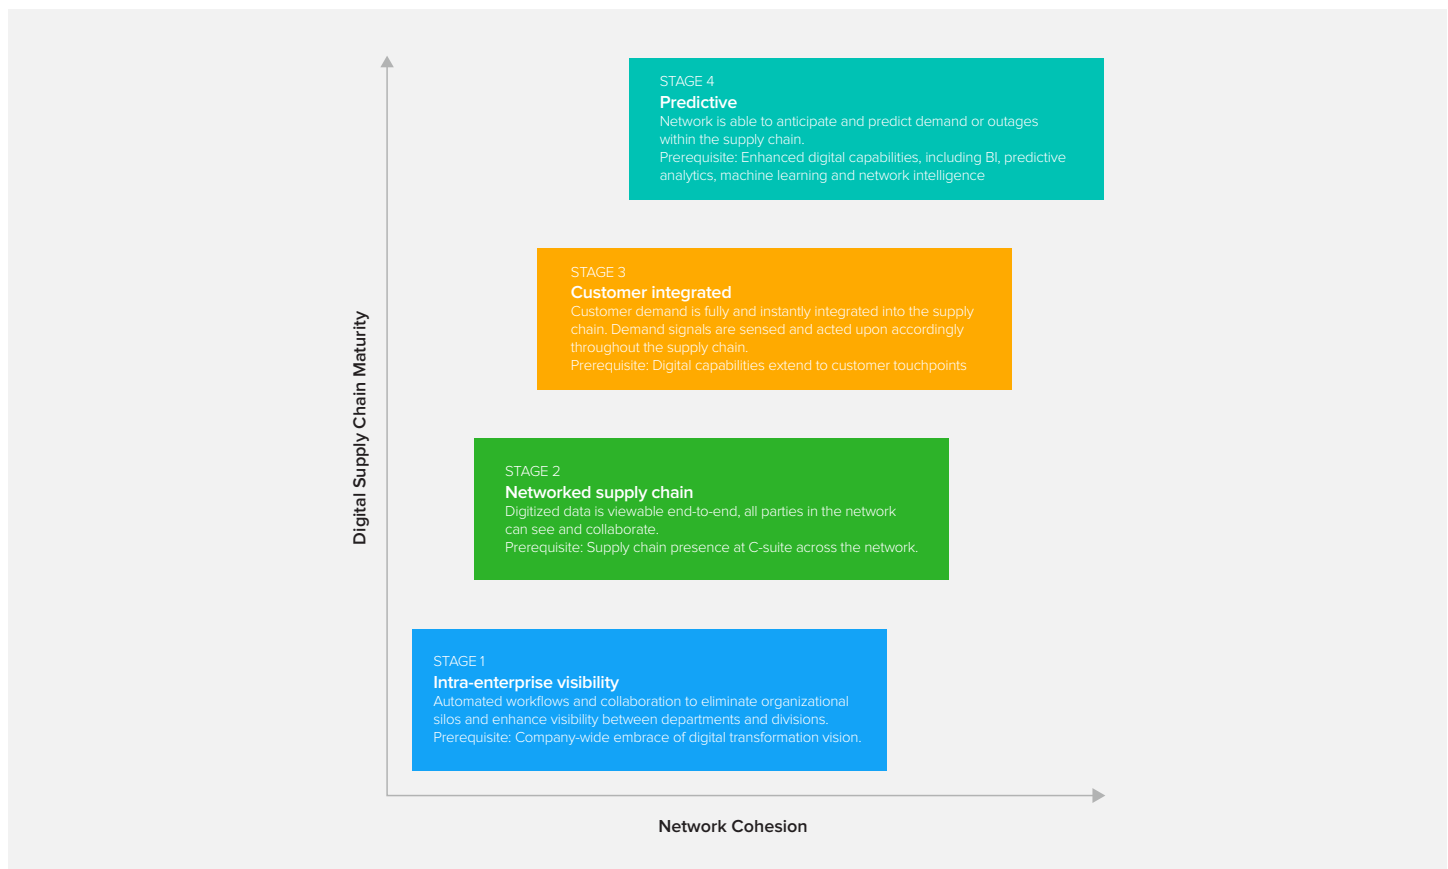 STAGE 4
Predictive
Network is able to anticipate and predict demand or outages
within the supply chain.
Prerequisite: Enhanced digital capabilities, including BI, predictive
analytics, machine learning and network intelligence
STAGE 3
Customer integrated
Customer demand is fully and instantly integrated into the supply
chain. Demand signals are sensed and acted upon accordingly
throughout the supply chain.
Prerequisite: Digital capabilities extend to customer touchpoints
Digital Supply Chain Maturity
STAGE 2
Networked supply chain
Digitized data is viewable end-to-end, all parties in the network
can see and collaborate.
Prerequisite: Supply chain presence at C-suite across the network.
STAGE 1
Intra-enterprise visibility
Automated workflows and collaboration to eliminate organizational
silos and enhance visibility between departments and divisions.
Prerequisite: Company-wide embrace of digital transformation vision.
Network Cohesion